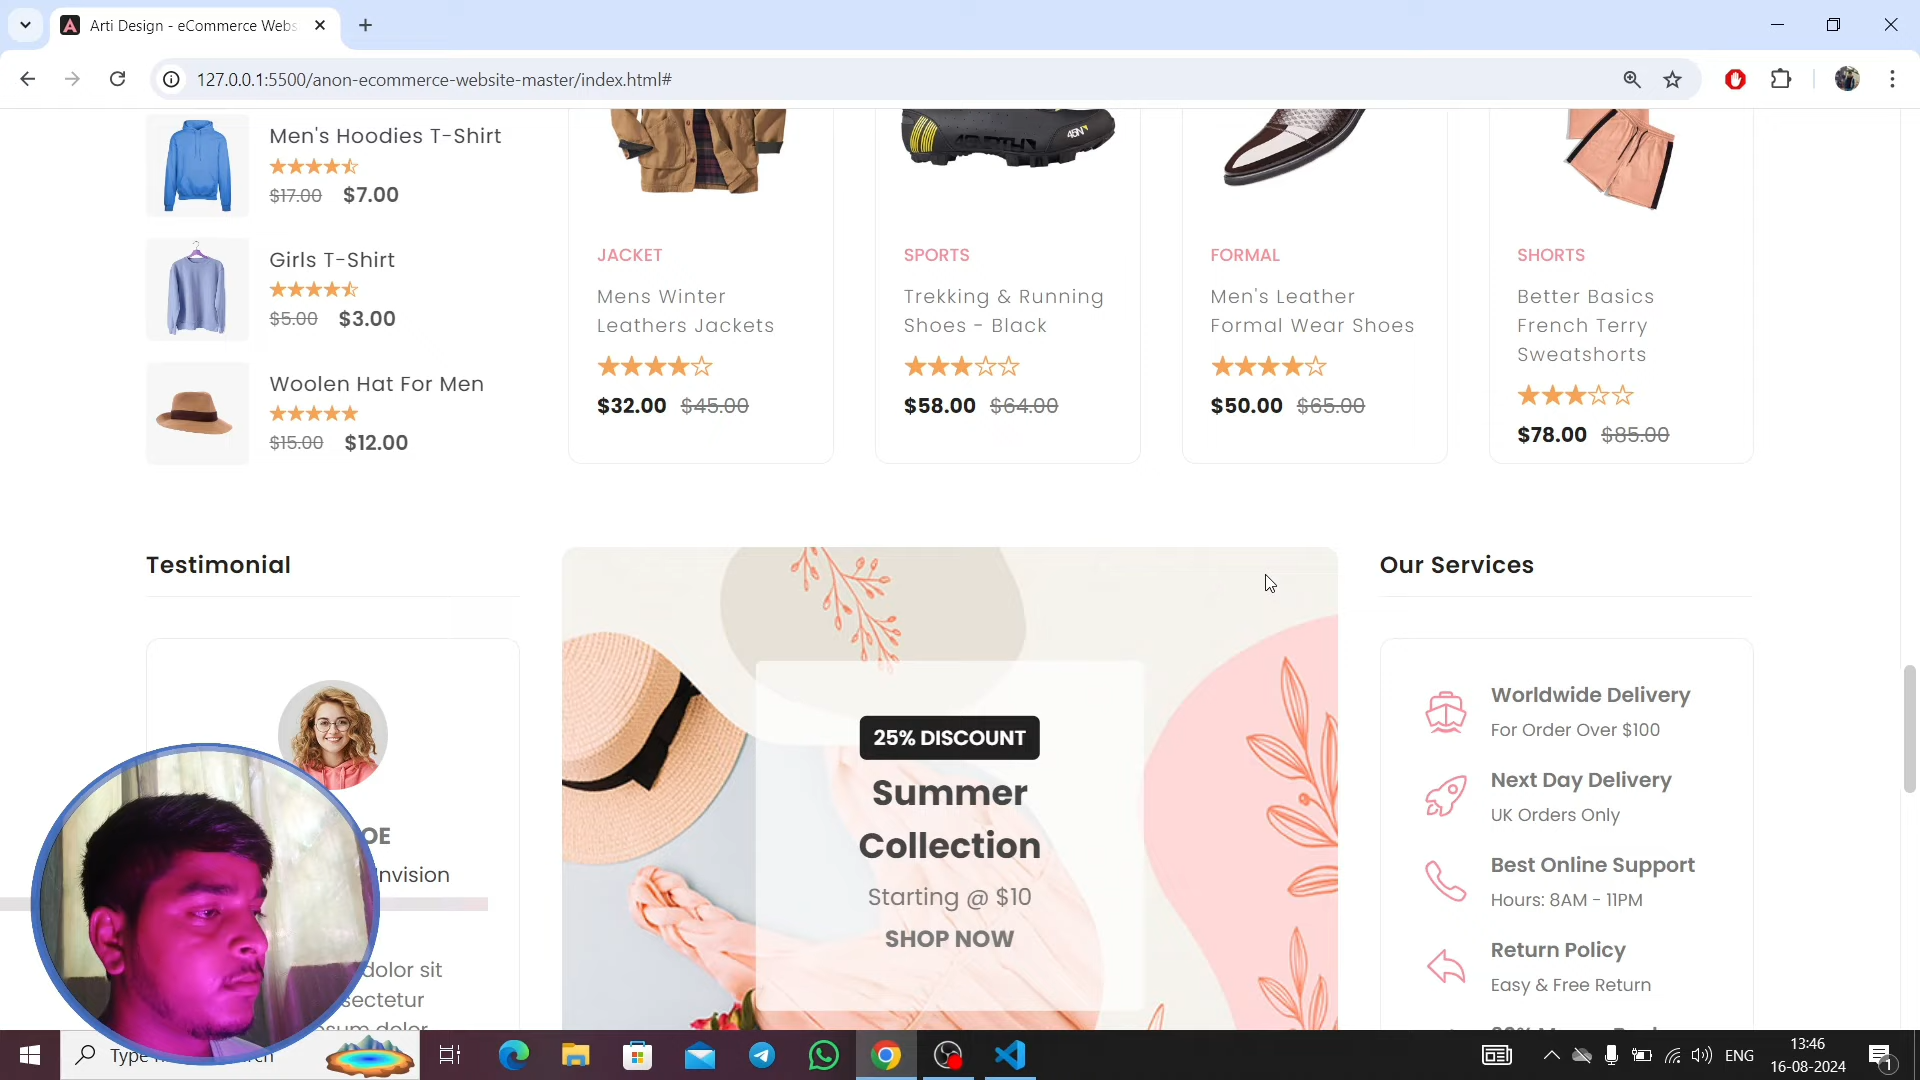 Arti Design - eCommerce Webs
127.0.0.1:5500/anon-ecommerce-website-master/index.html#
Men's Hoodies T-Shirt
$17.00 $7.00
Girls T-Shirt
$5.00 $3.00
Woolen Hat For Men
$15.00 $12.00
JACKET
Mens Winter
Leathers Jackets
$32.00 $45.00
45NRTH
SPORTS
Trekking & Running
Shoes - Black
$58.00 $64.00
FORMAL
Men's Leather
Formal Wear Shoes
$50.00 $65.00
SHORTS
Better Basics
French Terry
Sweatshorts
$78.00 $85.00
Testimonial
OE
Invision
dolor sit
sectetur
25% DISCOUNT
Summer
Collection
Starting @ $10
SHOP NOW
Our Services
Worldwide Delivery
For Order Over $100
Next Day Delivery
UK Orders Only
Best Online Support
Hours: 8AM - 11PM
Return Policy
Easy & Free Return
Type
ENG
13:46
16-08-2024
1